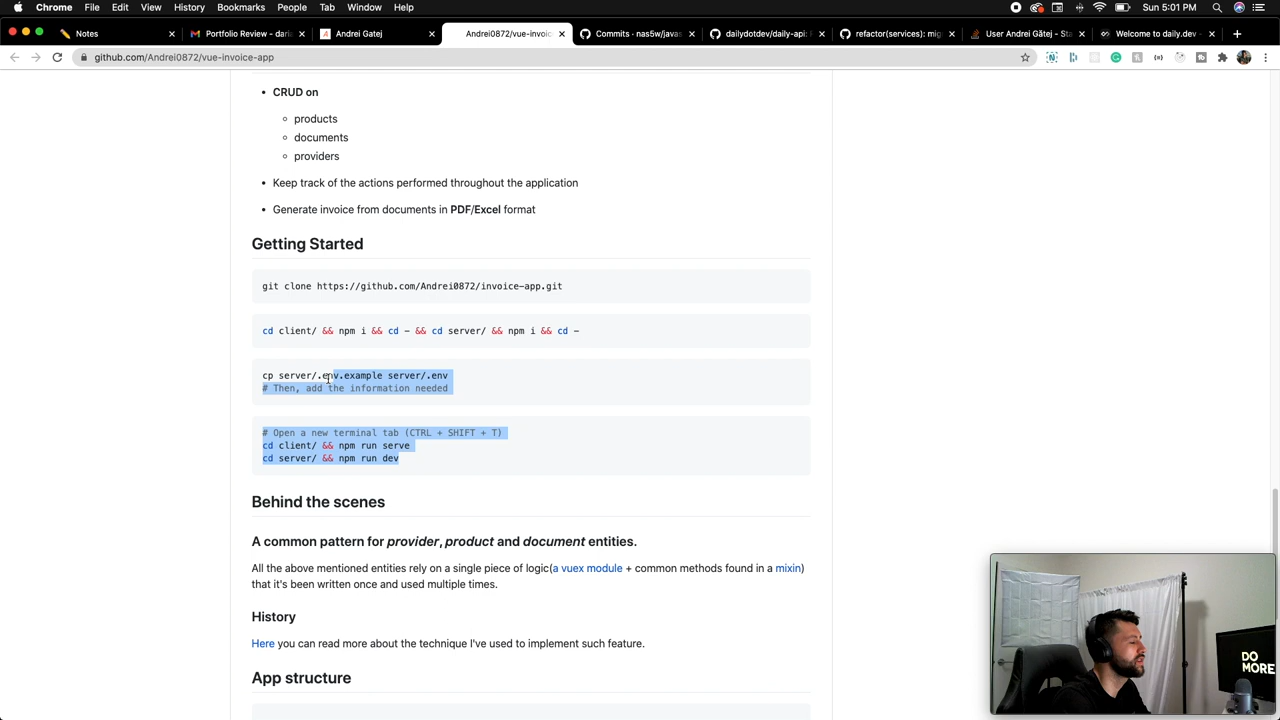 Chrome File Edit View History Bookmarks People Tab Window Help
Sun 5:01 PM
Notes
Portfolio Review - daria
Andrei Gatej
Andrei0872/vue-invoic
Commits · nas5w/javas
dailydotdev/daily-api:
refactor(services): mig
User Andrei Gâtej - Sta
Welcome to daily.dev -
github.com/Andrei0872/vue-invoice-app
CRUD on
products
documents
providers
Keep track of the actions performed throughout the application
Generate invoice from documents in PDF/Excel format
Getting Started
git clone https://github.com/Andrei0872/invoice-app.git
cd client/ && npm i && cd - && cd server/ && npm i && cd -
cp server/.env.example server/.env
# Then, add the information needed
# Open a new terminal tab (CTRL + SHIFT + T)
cd client/ && npm run serve
cd server/ && npm run dev
Behind the scenes
A common pattern for provider, product and document entities.
All the above mentioned entities rely on a single piece of logic(a vuex module + common methods found in a mixin)
that it's been written once and used multiple times.
History
Here you can read more about the technique I've used to implement such feature.
App structure
DO
MORE